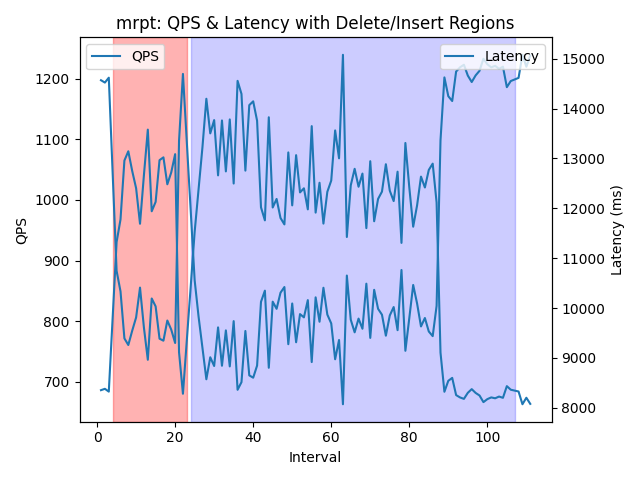 mrpt: QPS & Latency with Delete/Insert Regions
QPS
Latency
1200
1100
1000
900
800
700
QPS
15000
14000
13000
12000
11000
10000
9000
8000
Latency (ms)
0 20 40 60 80 100
Interval